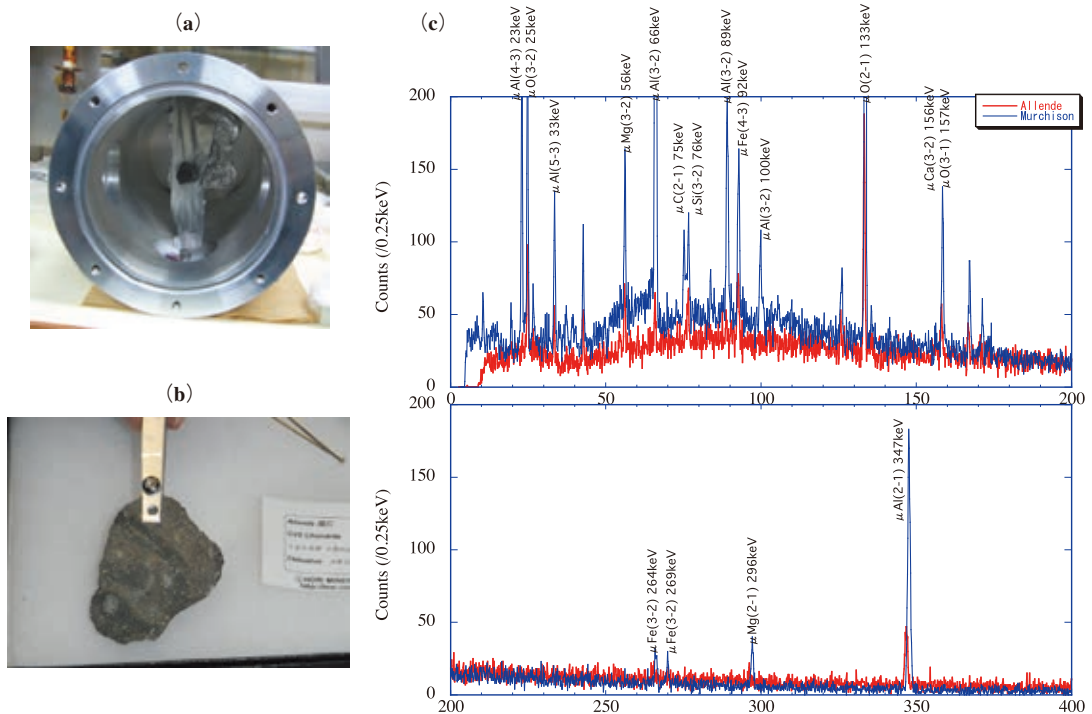 (a)
(b)
Allende
(c)
μAl(4-3) 23keV
μO(3-2) 25keV
μAl(5-3) 33keV
μMg(3-2) 56keV
μAl(3-2) 66keV
μC(2-1) 75keV
μSi(3-2) 76keV
μAl(3-2) 89keV
μFe(4-3) 92keV
μAl(3-2) 100keV
μO(2-1) 133keV
μCa(3-2) 156keV
μO(3-1) 157keV
Allende
Murchison
Counts (/0.25keV)
200
150
100
50
0
0 50 100 150 200
μFe(3-2) 264keV
μFe(3-2) 269keV
μMg(2-1) 296keV
μAl(2-1) 347keV
Counts (/0.25keV)
200
150
100
50
0
200 250 300 350 400